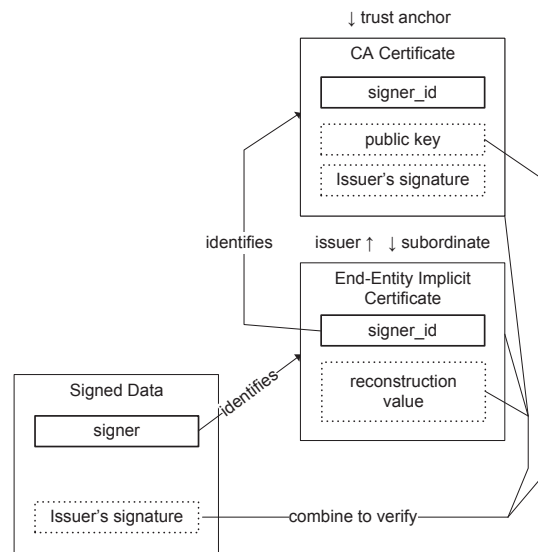 ↓ trust anchor
CA Certificate
signer_id
public key
Issuer's signature
identifies
issuer ↑ ↓ subordinate
End-Entity Implicit
Certificate
signer_id
reconstruction
value
identifies
Signed Data
signer
Issuer's signature
combine to verify